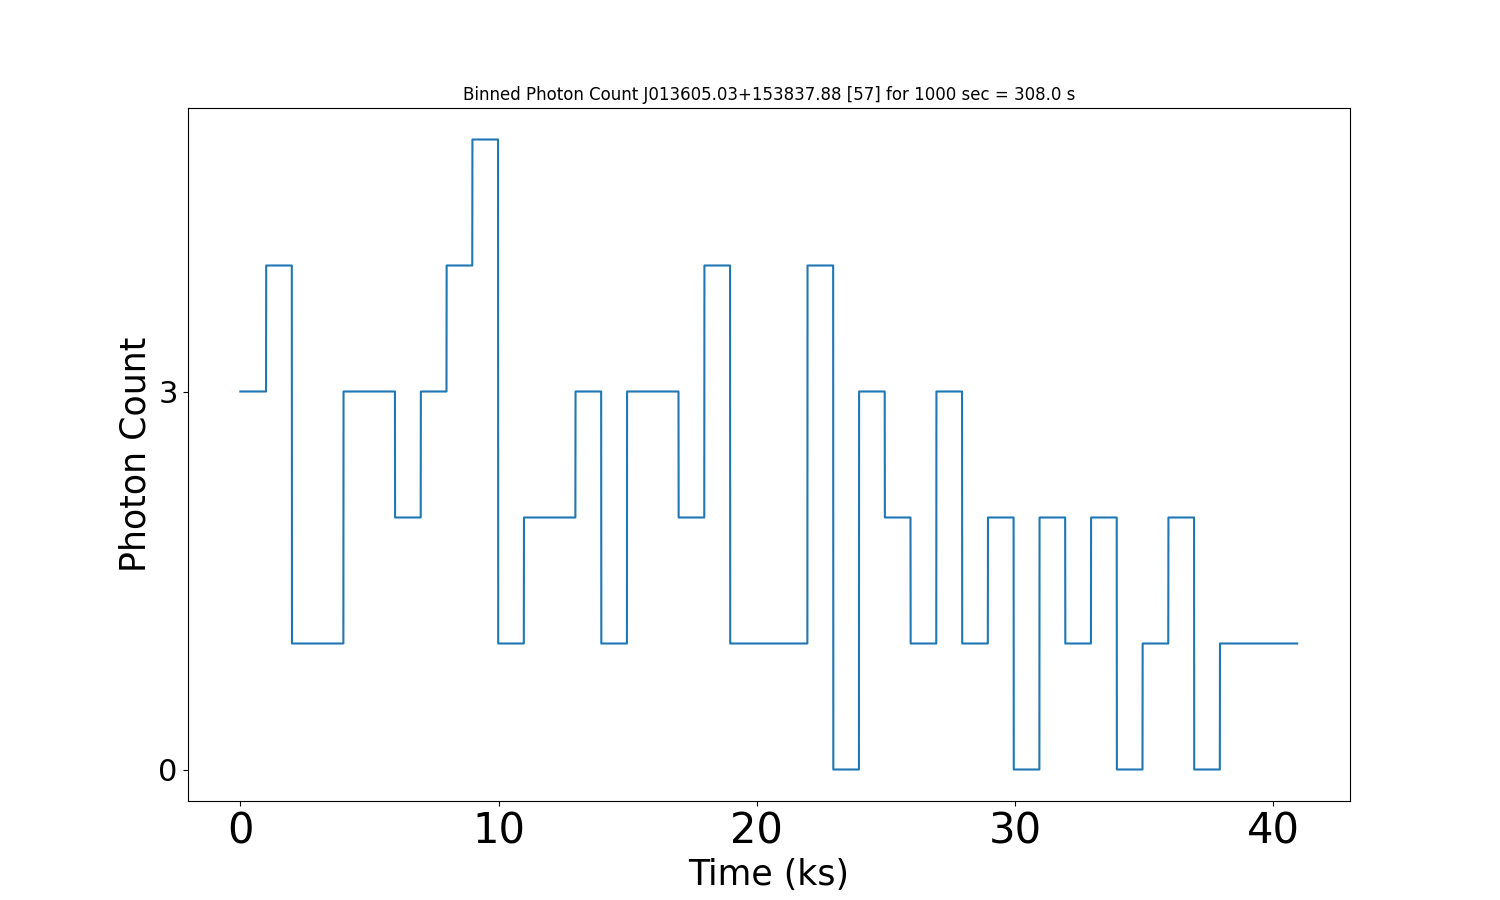 Binned Photon Count J013605.03+153837.88 [57] for 1000 sec = 308.0 s
Photon Count
3
0
0 10 20 30 40
Time (ks)